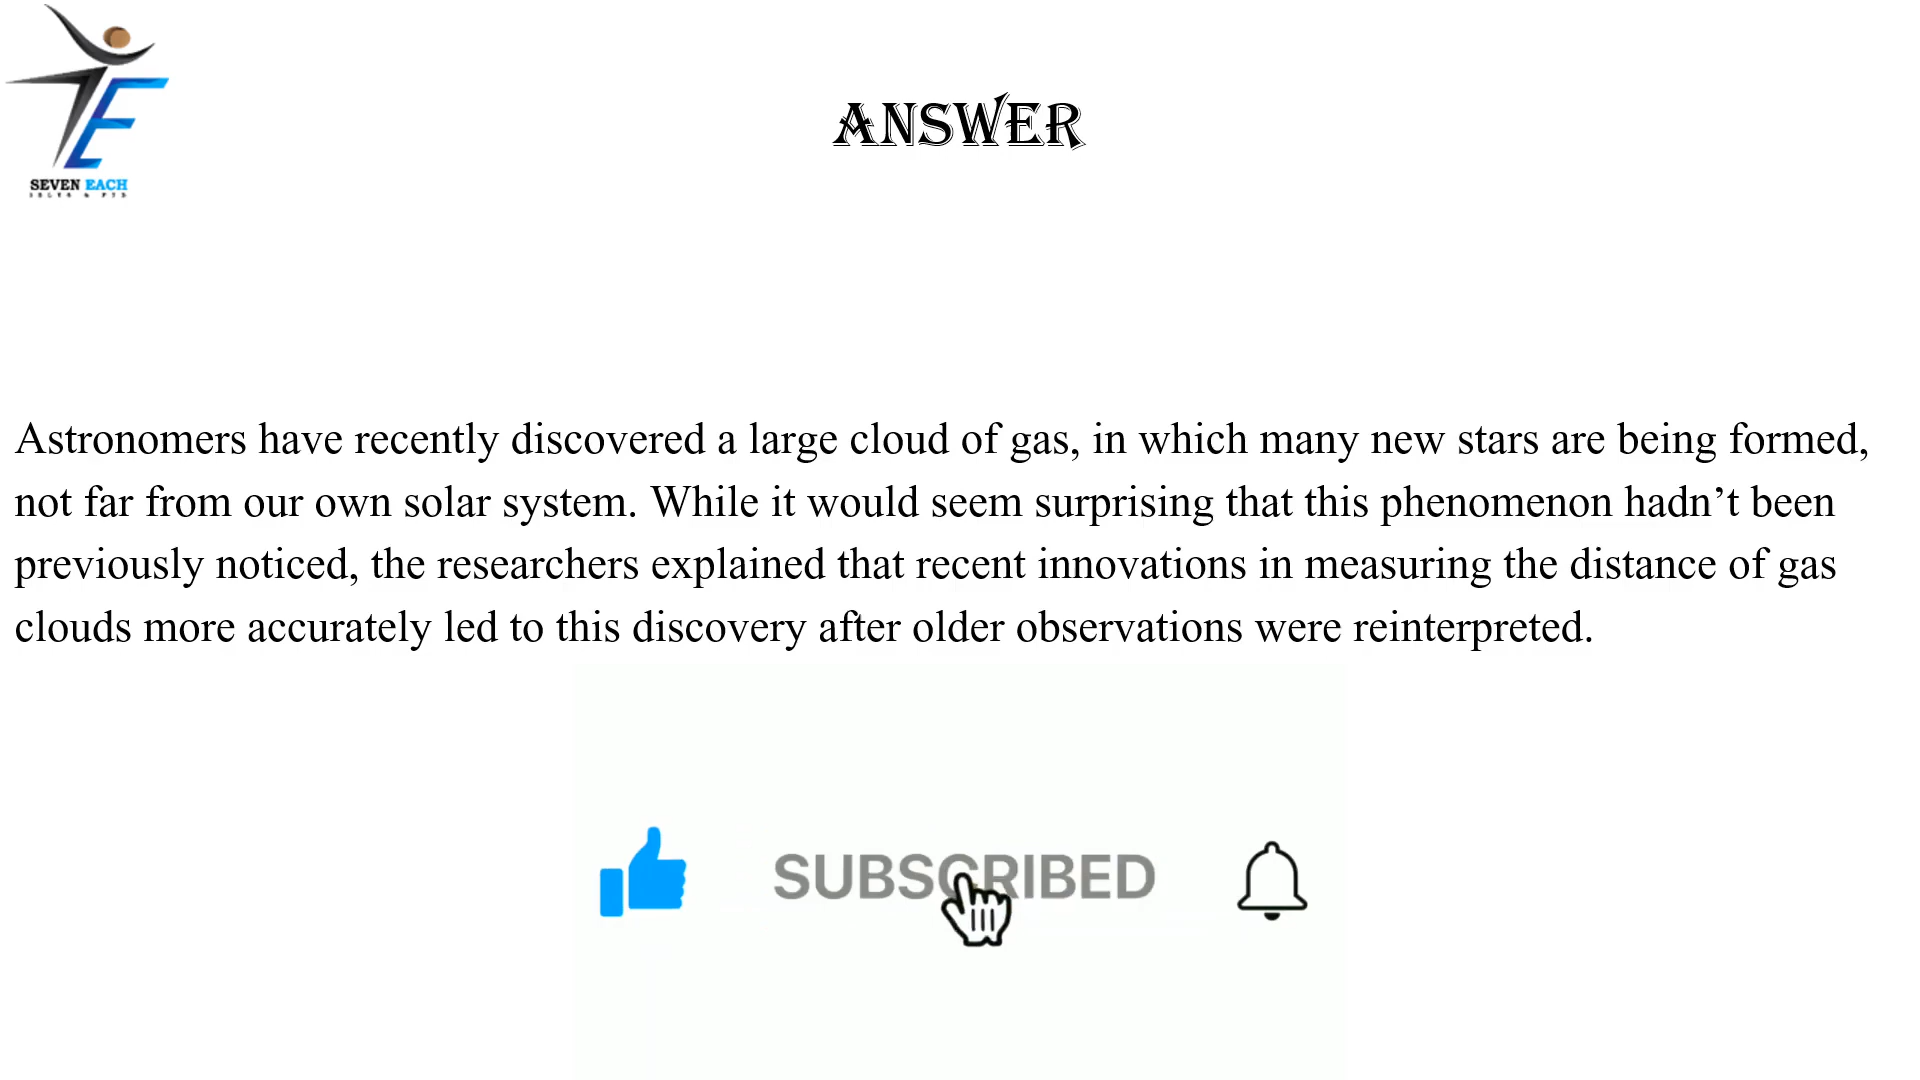 ANSWER
SEVEN EACH
Astronomers have recently discovered a large cloud of gas, in which many new stars are being formed,
not far from our own solar system. While it would seem surprising that this phenomenon hadn’t been
previously noticed, the researchers explained that recent innovations in measuring the distance of gas
clouds more accurately led to this discovery after older observations were reinterpreted.
SUBSCRIBED